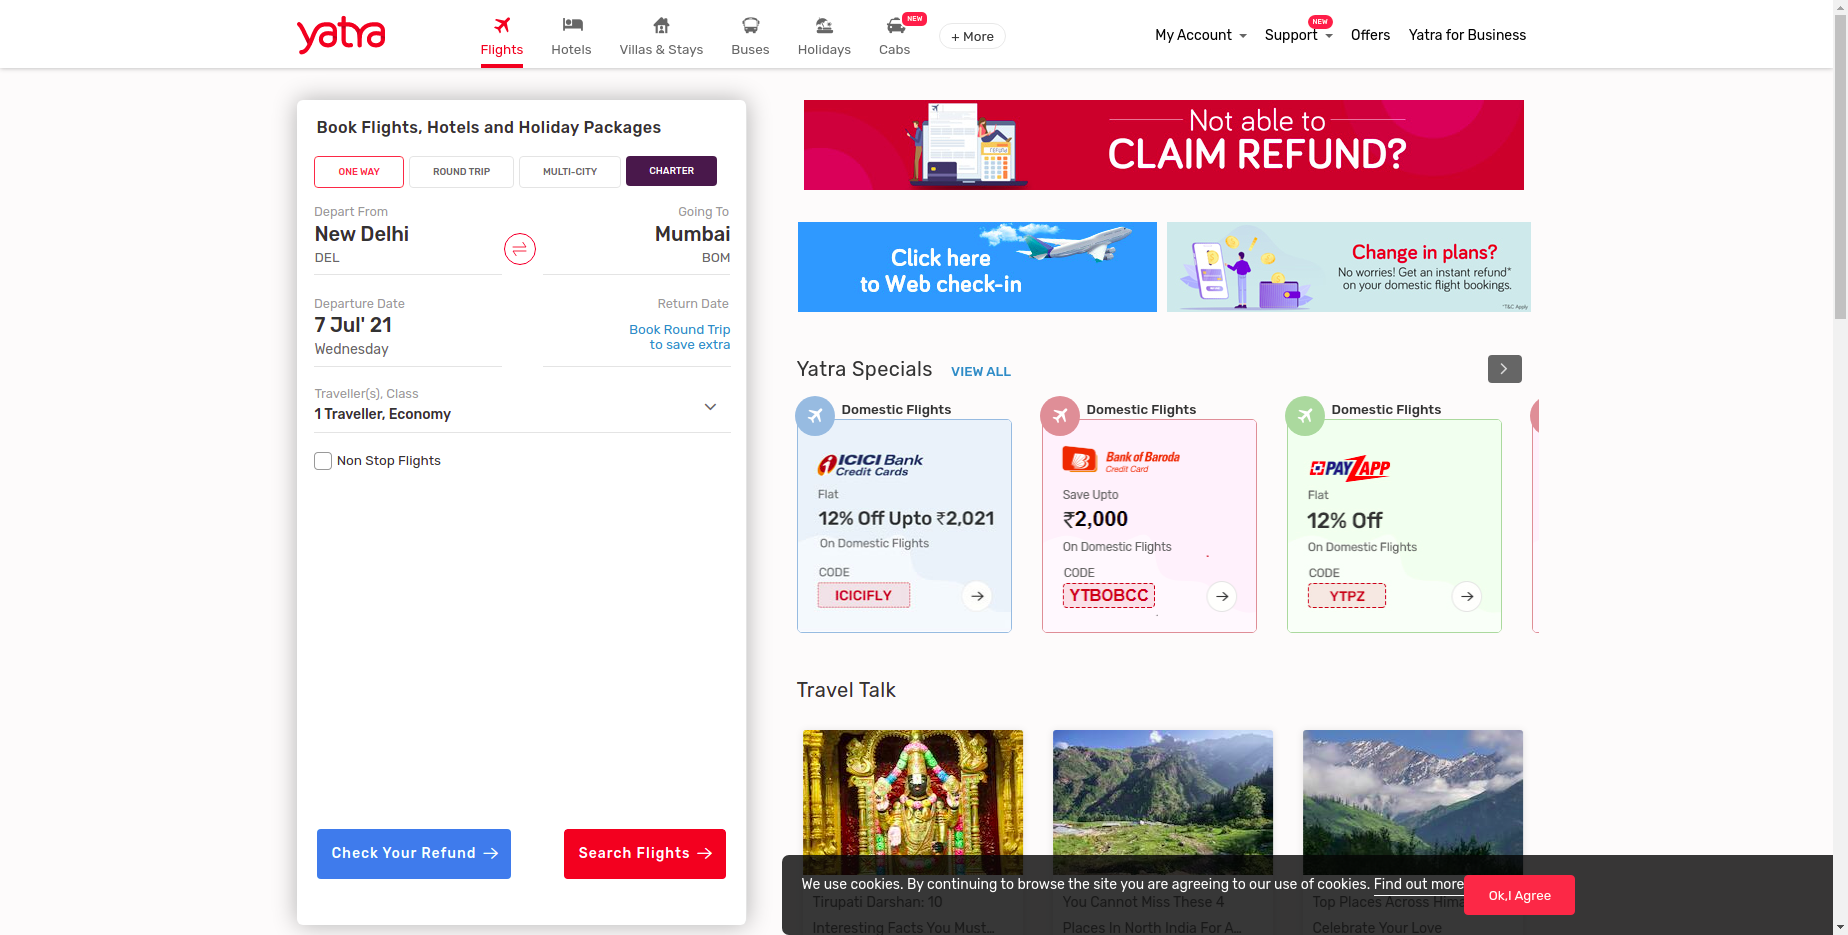 yatra
Flights
Hotels
Villas & Stays
Buses
Holidays
NEW
Cabs
+ More
My Account
NEW
Support
Offers
Yatra for Business
Book Flights, Hotels and Holiday Packages
ONE WAY
ROUND TRIP
MULTI-CITY
CHARTER
Depart From
New Delhi
DEL
Going To
Mumbai
BOM
Departure Date
7 Jul' 21
Wednesday
Return Date
Book Round Trip
to save extra
Traveller(s), Class
1 Traveller, Economy
Non Stop Flights
Check Your Refund
Search Flights
refund
Not able to
CLAIM REFUND?
Click here
to Web check-in
Change in plans?
No worries! Get an instant refund*
on your domestic flight bookings.
*T&C Apply
Yatra Specials
VIEW ALL
Domestic Flights
ICICI Bank
Credit Cards
Flat
12% Off Upto ₹2,021
On Domestic Flights
CODE
ICICIFLY
Domestic Flights
Bank of Baroda
Credit Card
Save Upto
₹2,000
On Domestic Flights
CODE
YTBOBCC
Domestic Flights
PAYZAPP
Flat
12% Off
On Domestic Flights
CODE
YTPZ
Travel Talk
We use cookies. By continuing to browse the site you are agreeing to our use of cookies. Find out more
Ok,I Agree
Tirupati Darshan: 10
Interesting Facts You Must...
You Cannot Miss These 4
Places In North India For A...
Top Places Across Hima
Celebrate Your Love